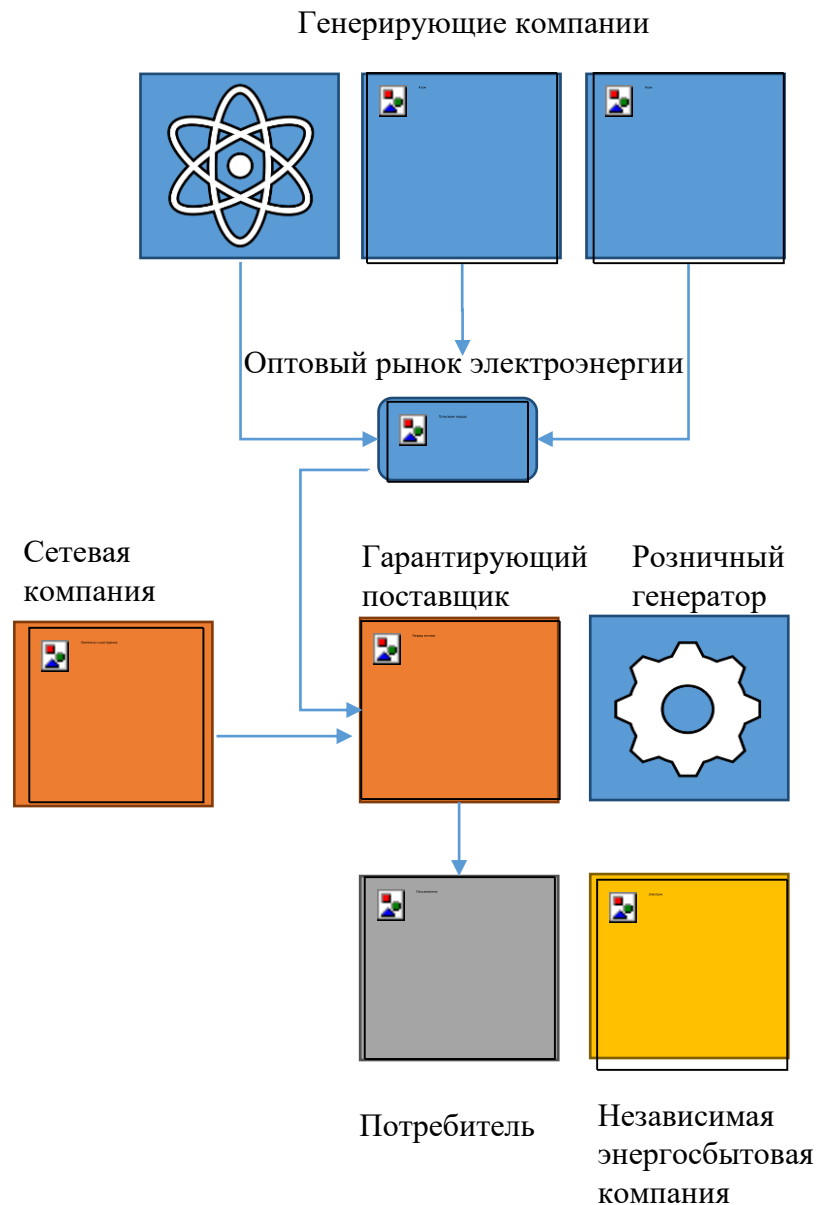 Генерирующие компании
Оптовый рынок электроэнергии
Сетевая
компания
Гарантирующий
поставщик
Розничный
генератор
Потребитель
Независимая
энергосбытовая
компания